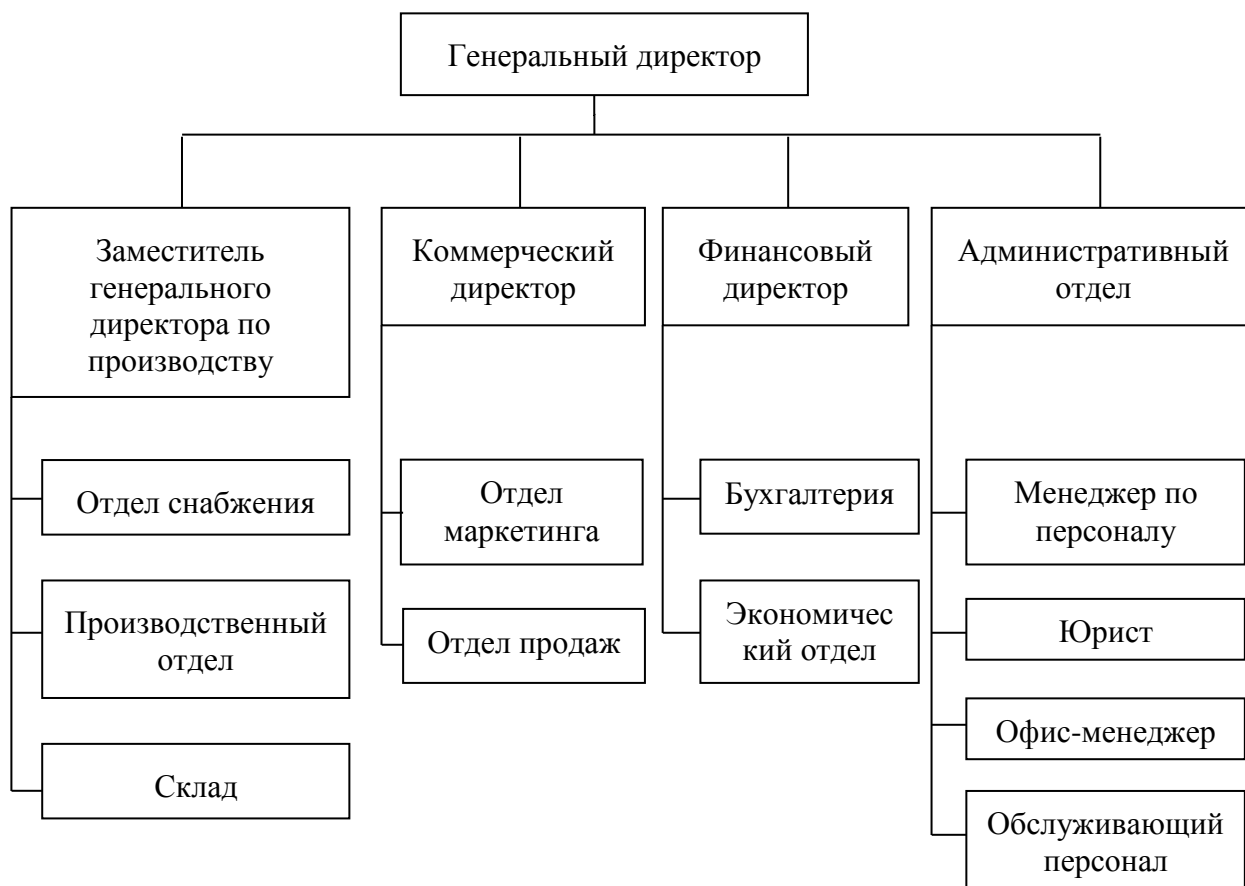 Генеральный директор
Заместитель
генерального
директора по
производству
Коммерческий
директор
Финансовый
директор
Административный
отдел
Отдел снабжения
Производственный
отдел
Склад
Отдел
маркетинга
Отдел продаж
Бухгалтерия
Экономичес
кий отдел
Менеджер по
персоналу
Юрист
Офис-менеджер
Обслуживающий
персонал